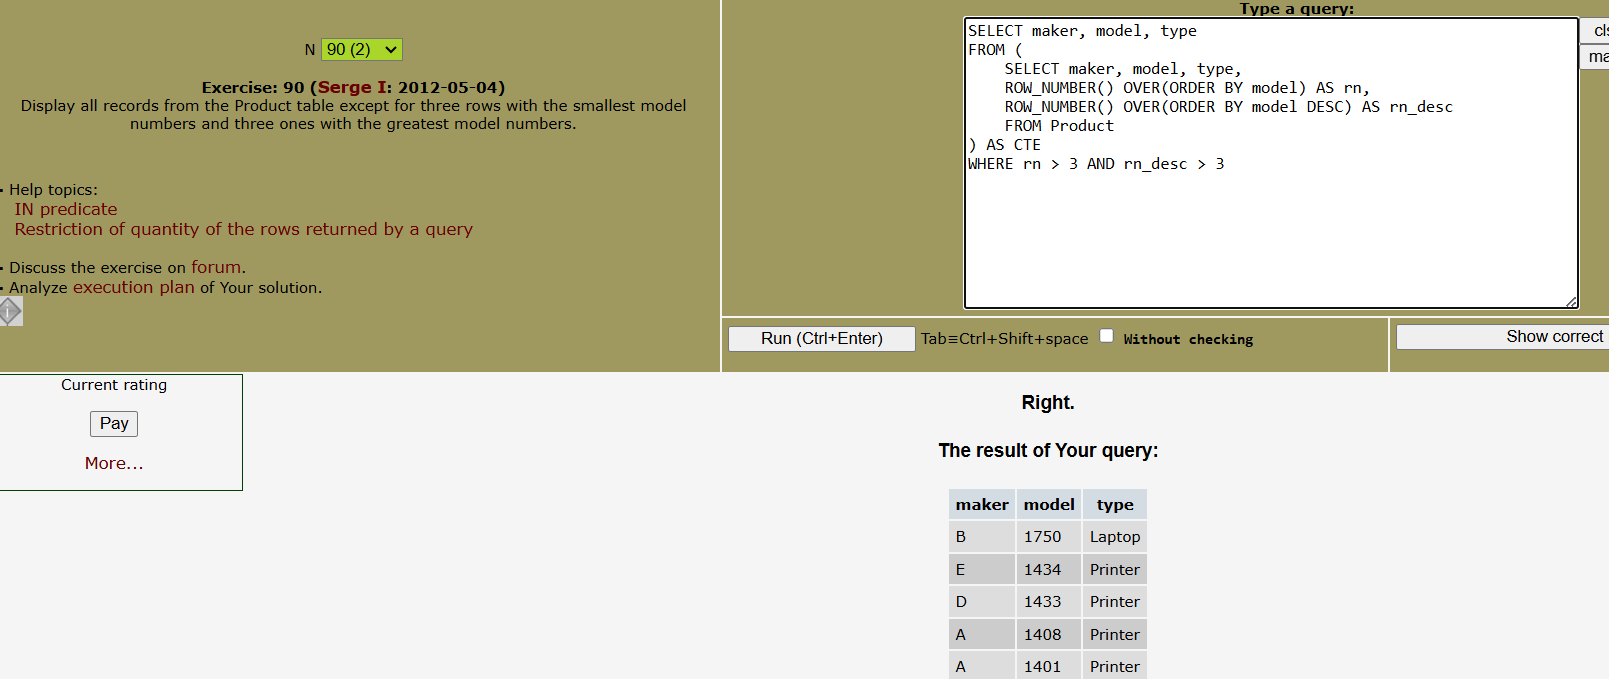 N 90 (2)
Exercise: 90 (Serge I: 2012-05-04)
Display all records from the Product table except for three rows with the smallest model
numbers and three ones with the greatest model numbers.
▪ Help topics:
IN predicate
Restriction of quantity of the rows returned by a query
▪ Discuss the exercise on forum.
▪ Analyze execution plan of Your solution.
Type a query:
SELECT maker, model, type
FROM (
    SELECT maker, model, type,
    ROW_NUMBER() OVER(ORDER BY model) AS rn,
    ROW_NUMBER() OVER(ORDER BY model DESC) AS rn_desc
    FROM Product
) AS CTE
WHERE rn > 3 AND rn_desc > 3
Run (Ctrl+Enter) Tab≡Ctrl+Shift+space Without checking
Show correct
Current rating
Pay
More...
Right.
The result of Your query:
maker model type
B 1750 Laptop
E 1434 Printer
D 1433 Printer
A 1408 Printer
A 1401 Printer